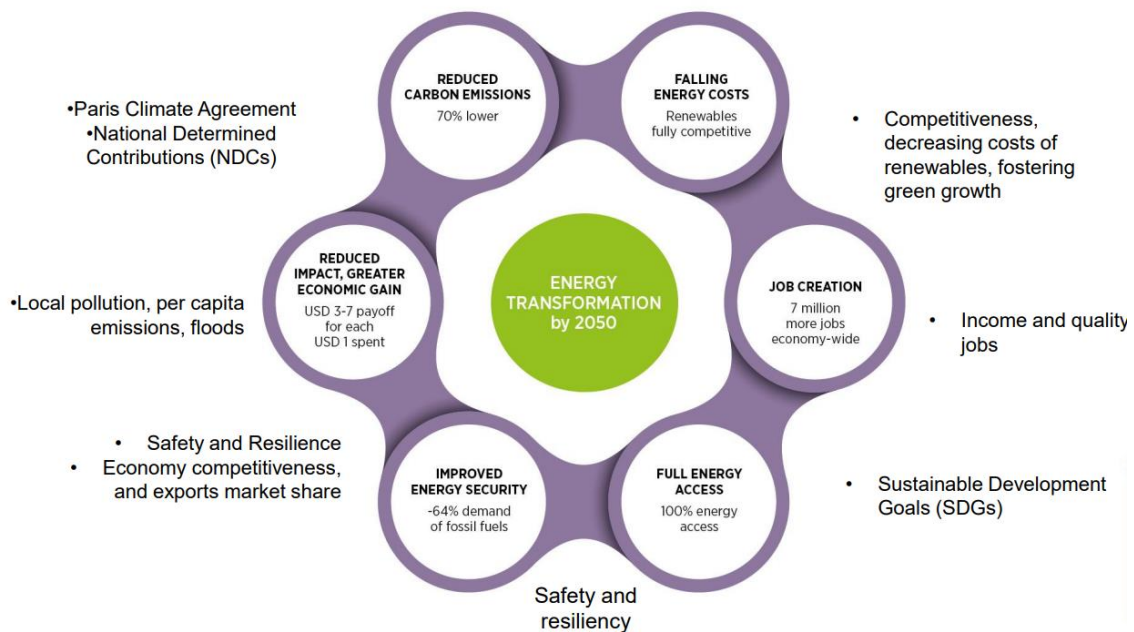 REDUCED
CARBON EMISSIONS
70% lower
FALLING
ENERGY COSTS
Renewables
fully competitive
•Paris Climate Agreement
•National Determined
Contributions (NDCs)
• Competitiveness,
decreasing costs of
renewables, fostering
green growth
REDUCED
IMPACT, GREATER
ECONOMIC GAIN
USD 3-7 payoff
for each
USD 1 spent
ENERGY
TRANSFORMATION
by 2050
JOB CREATION
7 million
more jobs
economy-wide
•Local pollution, per capita
emissions, floods
• Income and quality
jobs
• Safety and Resilience
• Economy competitiveness,
and exports market share
IMPROVED
ENERGY SECURITY
-64% demand
of fossil fuels
FULL ENERGY
ACCESS
100% energy
access
• Sustainable Development
Goals (SDGs)
Safety and
resiliency